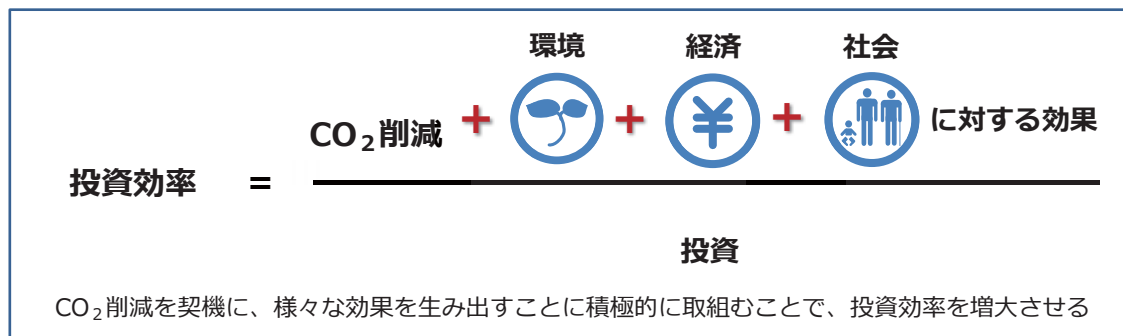 環境 経済 社会
CO₂削減 + + ¥ + に対する効果
投資効率 =
投資
CO₂削減を契機に、様々な効果を生み出すことに積極的に取組むことで、投資効率を増大させる